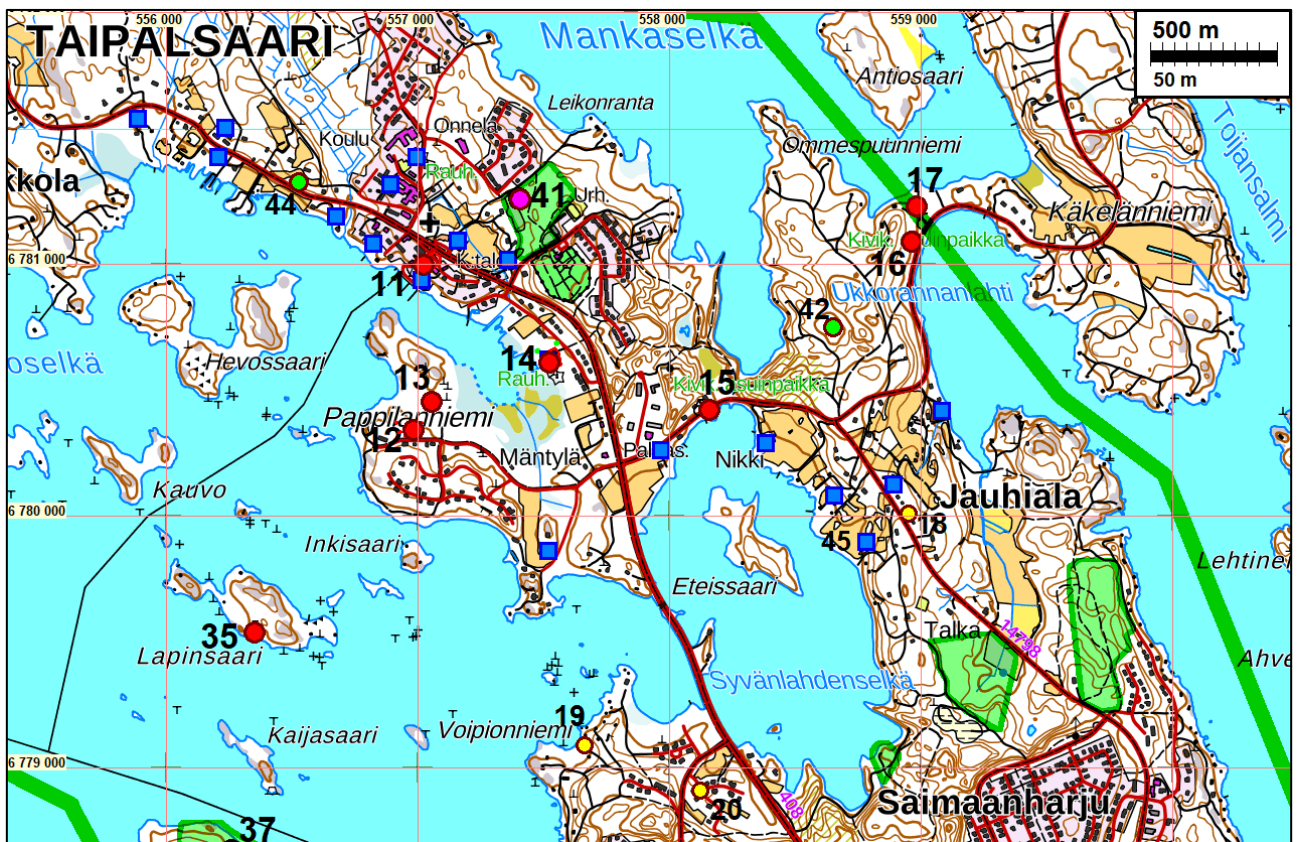 556 000
557 000
558 000
559 000
500 m
50 m
TAIPALSAARI
Mankaselkä
Antiosaari
Leikonranta
Toijansalmi
Koulu
Onnela
Ommesputinniemi
Rauh.
kkola
44
41
Urh.
17
Käkelänniemi
Kivik.
uinpaikka
16
6 781 000
K.tal
11
Ukkorannanlahti
42
oselkä
Hevossaari
14
Rauh.
13
15
Pappilanniemi
12
Mäntylä
Nikki
Kauvo
Jauhiala
6 780 000
18
45
Inkisaari
Lehtine
Eteissaari
35
Talka
14798
Lapinsaari
Ahve
Syvänlahdenselkä
19
Voipionniemi
Kaijasaari
6 779 000
408
20
Saimaanharju
37